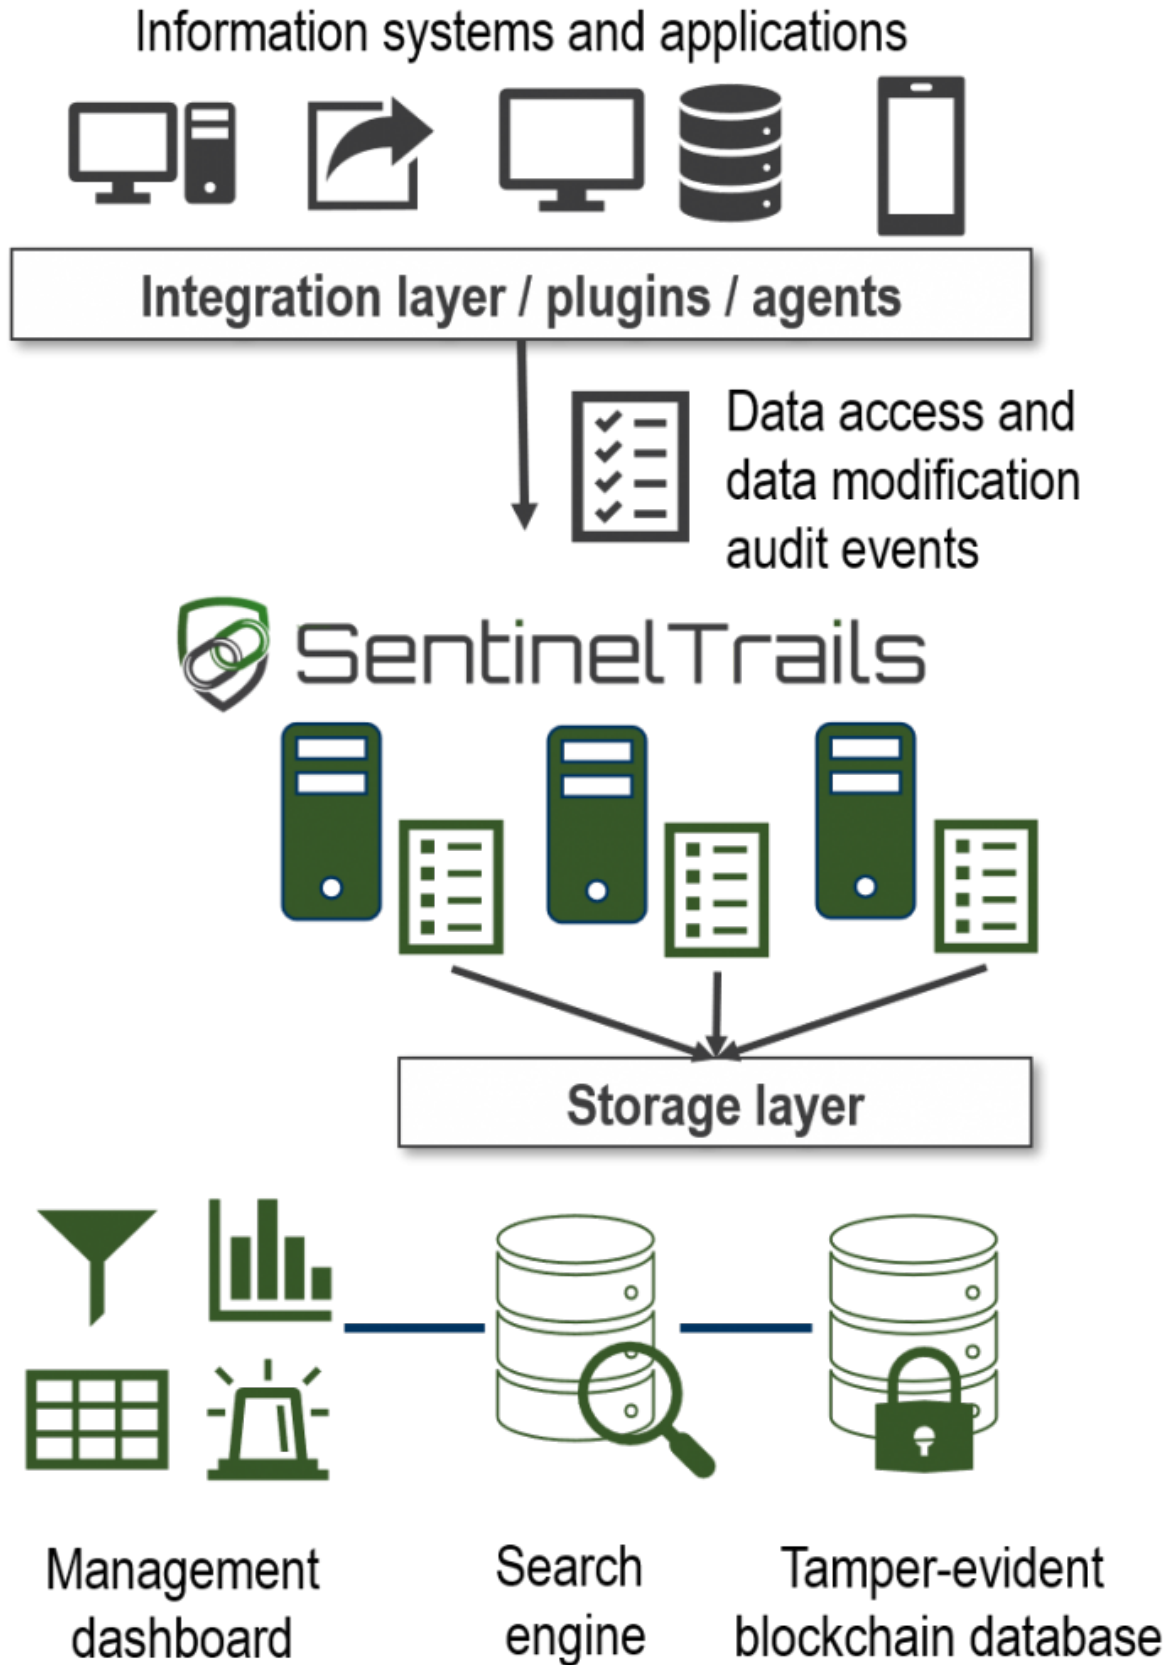 Information systems and applications
Integration layer / plugins / agents
Data access and
data modification
audit events
SentinelTrails
Storage layer
Management
dashboard
Search
engine
Tamper-evident
blockchain database